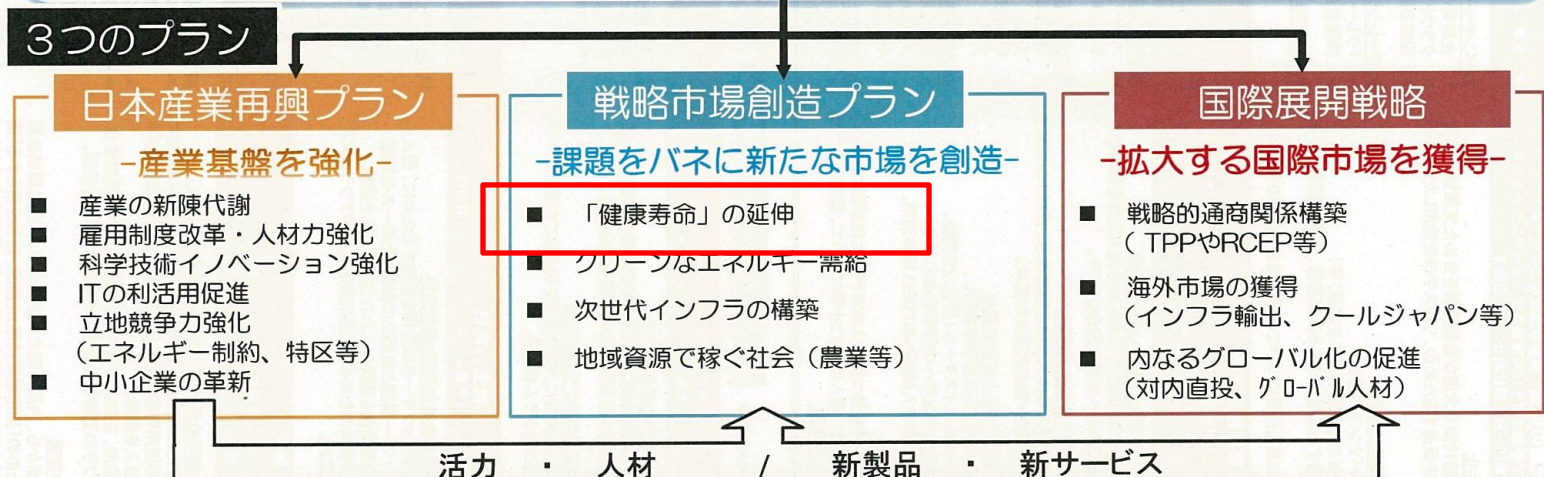 3つのプラン
日本産業再興プラン
-産業基盤を強化-
■ 産業の新陳代謝
■ 雇用制度改革・人材力強化
■ 科学技術イノベーション強化
■ ITの利活用促進
■ 立地競争力強化
（エネルギー制約、特区等）
■ 中小企業の革新
戦略市場創造プラン
-課題をバネに新たな市場を創造-
■ 「健康寿命」の延伸
■ クリーンなエネルギー需給
■ 次世代インフラの構築
■ 地域資源で稼ぐ社会（農業等）
国際展開戦略
-拡大する国際市場を獲得-
■ 戦略的通商関係構築
（TPPやRCEP等）
■ 海外市場の獲得
（インフラ輸出、クールジャパン等）
■ 内なるグローバル化の促進
（対内直投、ｸﾞﾛｰﾊﾞﾙ人材）
活力 ・ 人材 / 新製品 ・ 新サービス